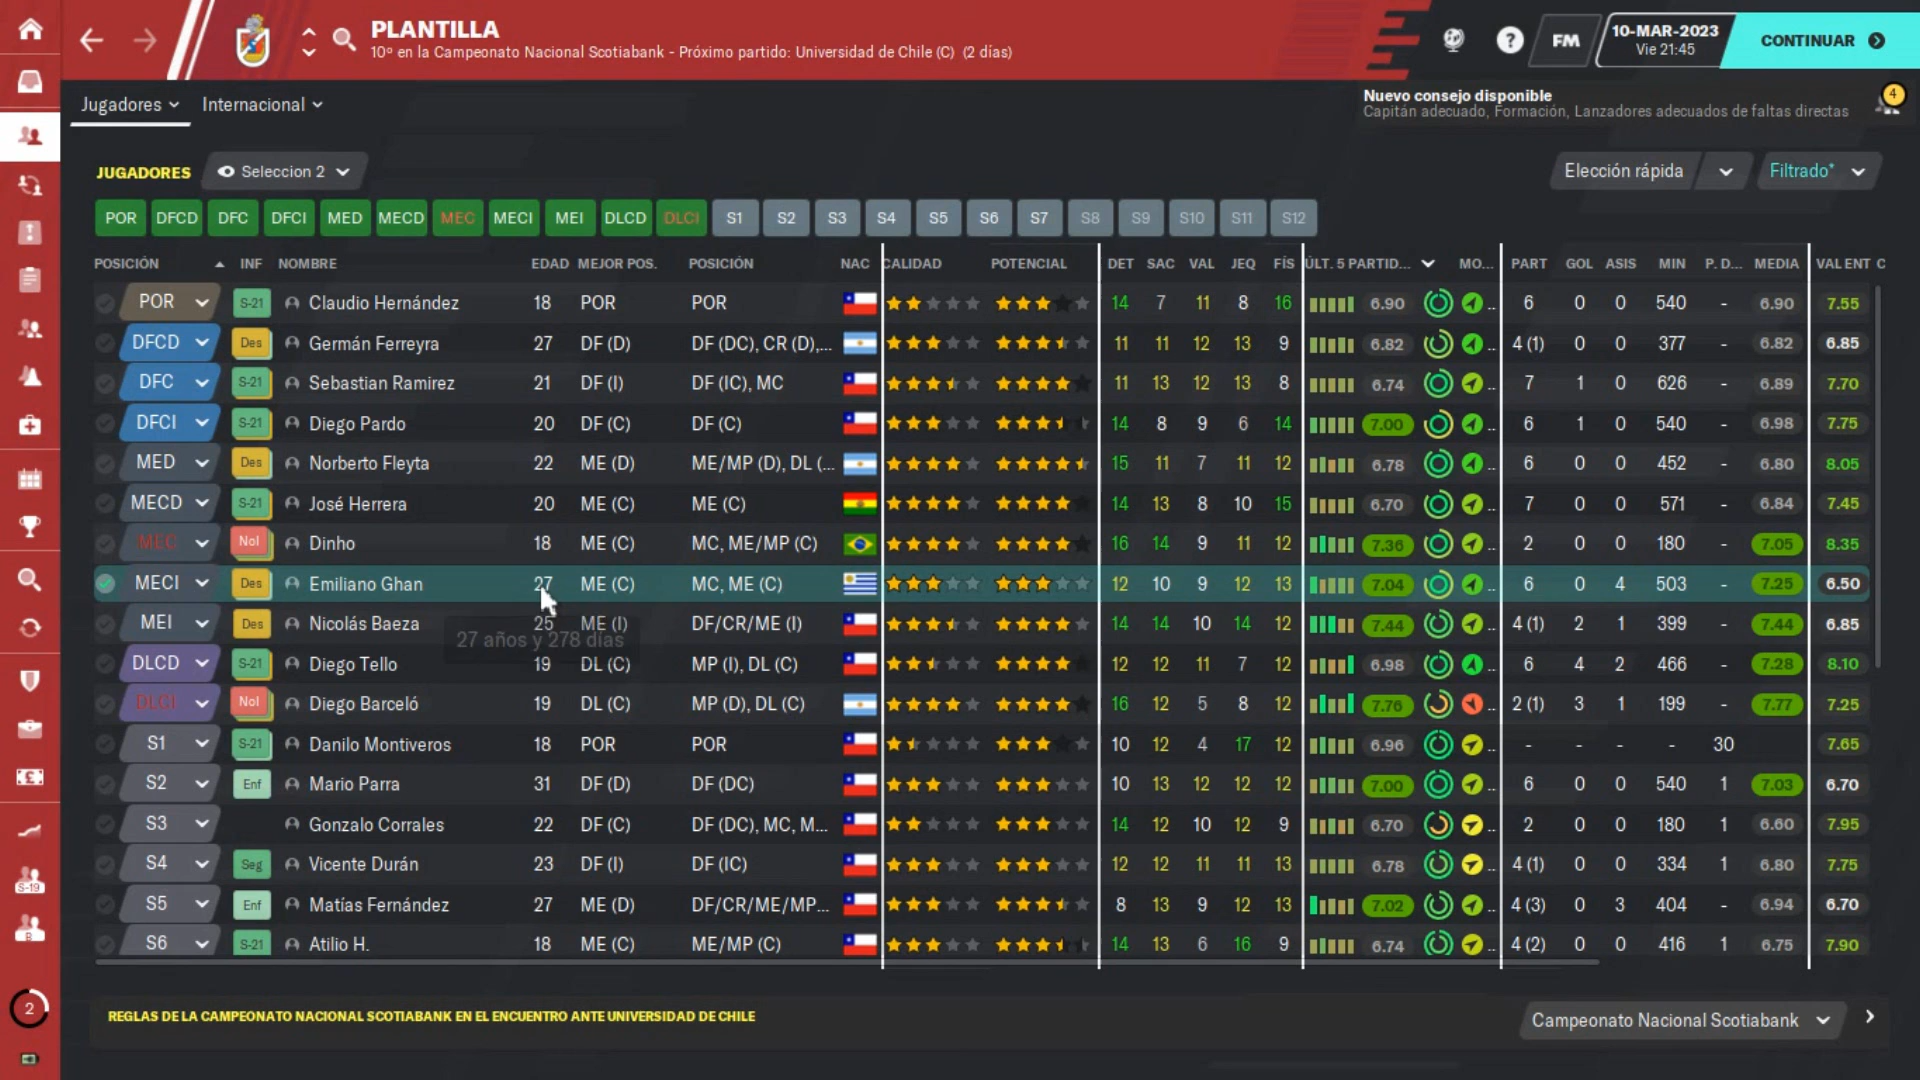 PLANTILLA
10º en la Campeonato Nacional Scotiabank - Próximo partido: Universidad de Chile (C) (2 días)
FM
10-MAR-2023
Vie 21:45
CONTINUAR
Jugadores Internacional
Nuevo consejo disponible
Capitán adecuado, Formación, Lanzadores adecuados de faltas directas
4
JUGADORES Seleccion 2 Elección rápida Filtrado*
POR DFCD DFC DFCI MED MECD MEC MECI MEI DLCD DLCI S1 S2 S3 S4 S5 S6 S7 S8 S9 S10 S11 S12
POSICIÓN INF NOMBRE EDAD MEJOR POS. POSICIÓN NAC CALIDAD POTENCIAL DET SAC VAL JEQ FÍS ÚLT. 5 PARTID... MO... PART GOL ASIS MIN P. D... MEDIA VAL ENT C
POR S-21 Claudio Hernández 18 POR POR 14 7 11 8 16 6.90 .. 6 0 0 540 - 6.90 7.55
DFCD Des Germán Ferreyra 27 DF (D) DF (DC), CR (D),... 11 11 12 13 9 6.82 .. 4 (1) 0 0 377 - 6.82 6.85
DFC S-21 Sebastian Ramirez 21 DF (I) DF (IC), MC 11 13 12 13 8 6.74 .. 7 1 0 626 - 6.89 7.70
DFCI S-21 Diego Pardo 20 DF (C) DF (C) 14 8 9 6 14 7.00 .. 6 1 0 540 - 6.98 7.75
MED Des Norberto Fleyta 22 ME (D) ME/MP (D), DL (... 15 11 7 11 12 6.78 .. 6 0 0 452 - 6.80 8.05
MECD S-21 José Herrera 20 ME (C) ME (C) 14 13 8 10 15 6.70 .. 7 0 0 571 - 6.84 7.45
MEC Nol Dinho 18 ME (C) MC, ME/MP (C) 16 14 9 11 12 7.36 .. 2 0 0 180 - 7.05 8.35
MECI Des Emiliano Ghan 27 ME (C) MC, ME (C) 12 10 9 12 13 7.04 .. 6 0 4 503 - 7.25 6.50
MEI Des Nicolás Baeza 25 ME (I) DF/CR/ME (I) 14 14 10 14 12 7.44 .. 4 (1) 2 1 399 - 7.44 6.85
27 años y 278 días
DLCD S-21 Diego Tello 19 DL (C) MP (I), DL (C) 12 12 11 7 12 6.98 .. 6 4 2 466 - 7.28 8.10
DLCI Nol Diego Barceló 19 DL (C) MP (D), DL (C) 16 12 5 8 12 7.76 .. 2 (1) 3 1 199 - 7.77 7.25
S1 S-21 Danilo Montiveros 18 POR POR 10 12 4 17 12 6.96 .. - - - - 30 7.65
S2 Enf Mario Parra 31 DF (D) DF (DC) 10 13 12 12 12 7.00 .. 6 0 0 540 1 7.03 6.70
S3 Gonzalo Corrales 22 DF (C) DF (DC), MC, M... 14 12 10 12 9 6.70 .. 2 0 0 180 1 6.60 7.95
S4 Seg Vicente Durán 23 DF (I) DF (IC) 12 12 11 11 13 6.78 .. 4 (1) 0 0 334 1 6.80 7.75
S5 Enf Matías Fernández 27 ME (D) DF/CR/ME/MP... 8 13 9 12 13 7.02 .. 4 (3) 0 3 404 - 6.94 6.70
S6 S-21 Atilio H. 18 ME (C) ME/MP (C) 14 13 6 16 9 6.74 .. 4 (2) 0 0 416 1 6.75 7.90
S-19
B
2
REGLAS DE LA CAMPEONATO NACIONAL SCOTIABANK EN EL ENCUENTRO ANTE UNIVERSIDAD DE CHILE
Campeonato Nacional Scotiabank